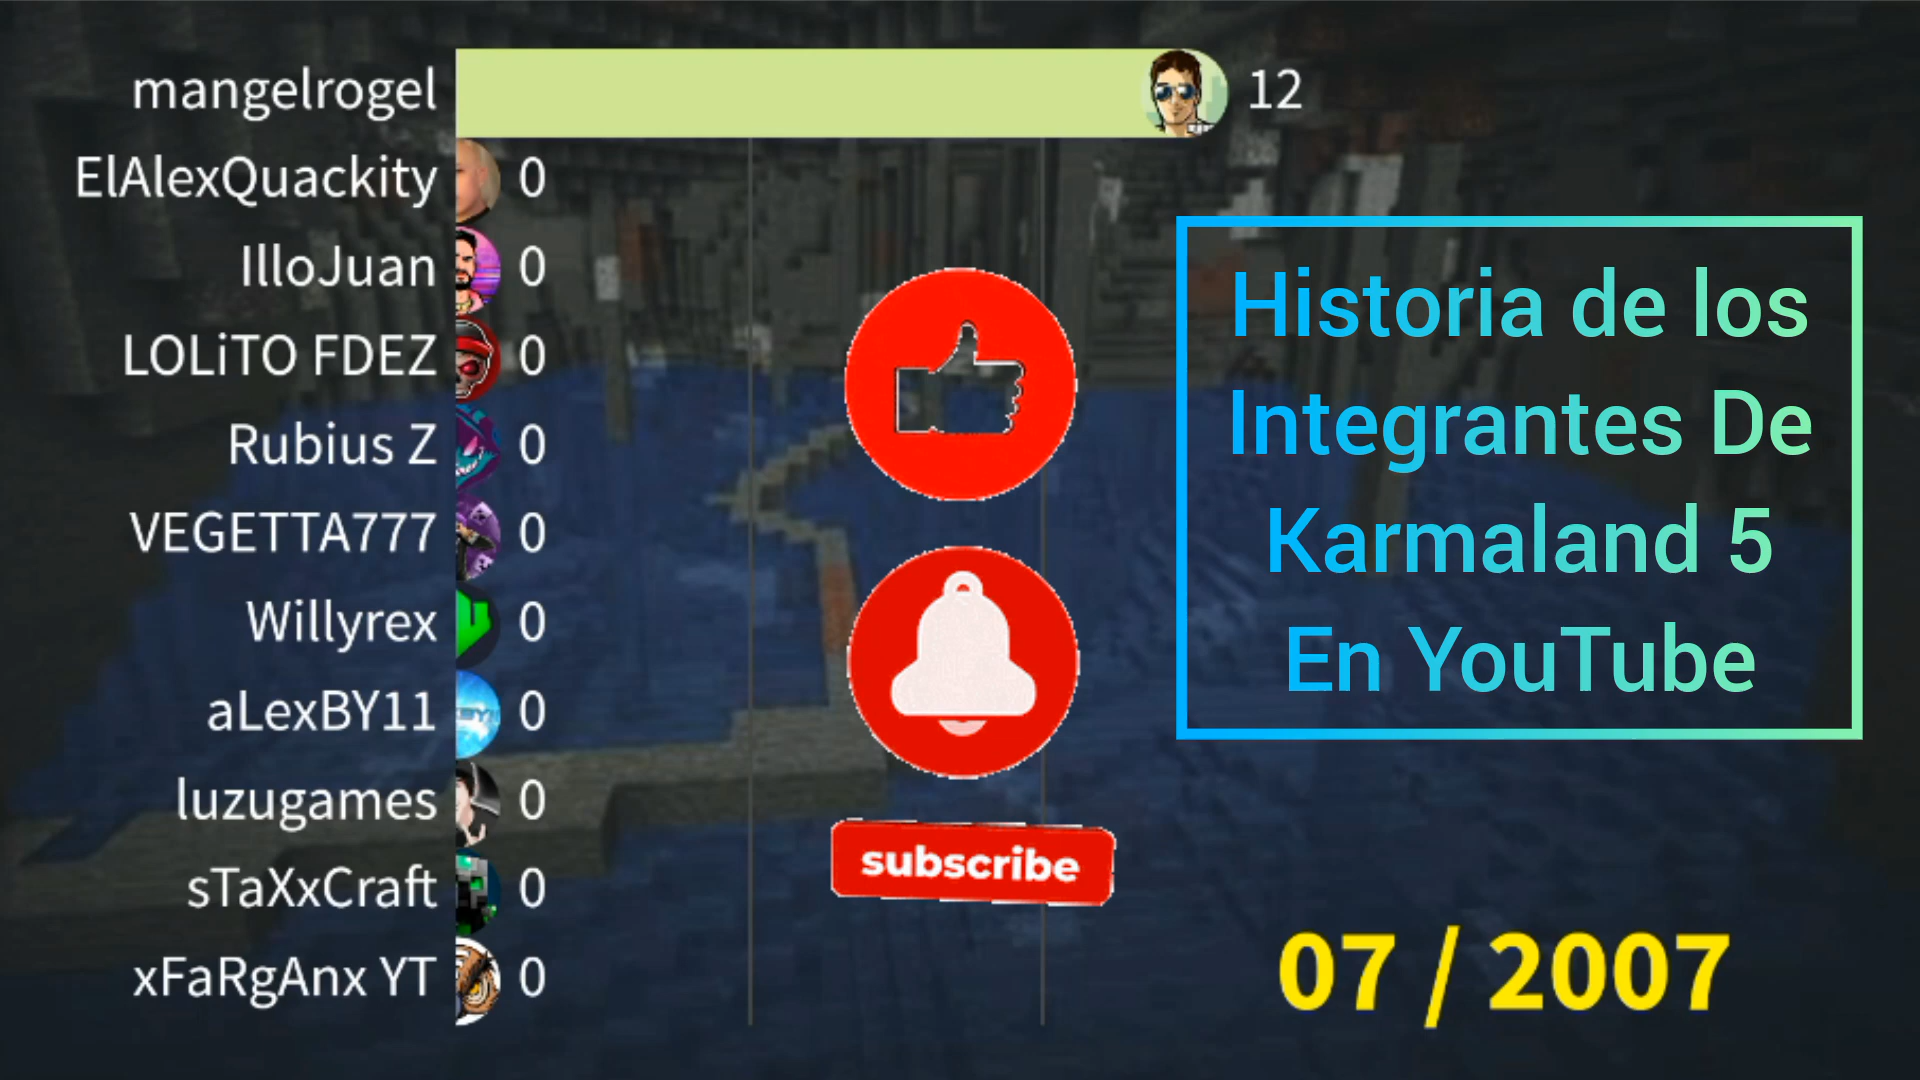 mangelrogel 12
ElAlexQuackity 0
IlloJuan 0
LOLiTO FDEZ 0
Rubius Z 0
VEGETTA777 0
Willyrex 0
aLexBY11 0
luzugames 0
sTaXxCraft 0
xFaRgAnx YT 0
Historia de los
Integrantes De
Karmaland 5
En YouTube
subscribe
07 / 2007